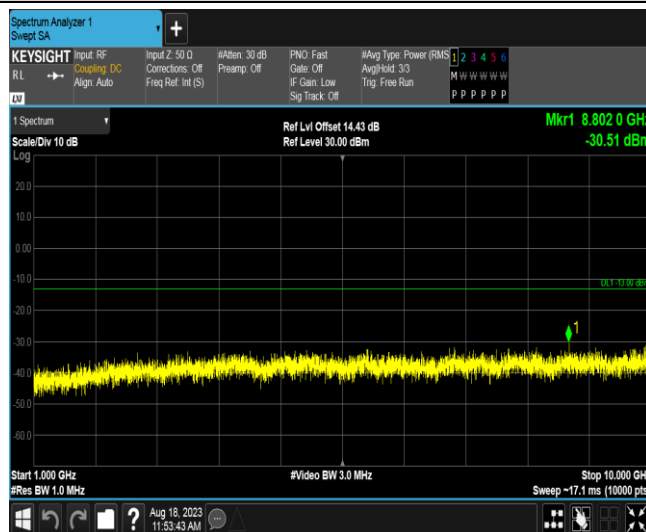 Spectrum Analyzer 1
Swept SA
+
KEYSIGHT
RL
LXI
Input: RF
Coupling: DC
Align: Auto
Input Z: 50 Ω
Corrections: Off
Freq Ref: Int (S)
#Atten: 30 dB
Preamp: Off
PNO: Fast
Gate: Off
IF Gain: Low
Sig Track: Off
#Avg Type: Power (RMS
Avg|Hold: 3/3
Trig: Free Run
1 2 3 4 5 6
M W W W W W
P P P P P P
1 Spectrum
Scale/Div 10 dB
Log
Ref Lvl Offset 14.43 dB
Ref Level 30.00 dBm
Mkr1 8.802 0 GHz
-30.51 dBm
20.0
10.0
0.00
-10.0
DL1 -13.00 dBm
-20.0
-30.0
1
-40.0
-50.0
-60.0
Start 1.000 GHz
#Res BW 1.0 MHz
#Video BW 3.0 MHz
Stop 10.000 GHz
Sweep ~17.1 ms (10000 pts
?
Aug 18, 2023
11:53:43 AM